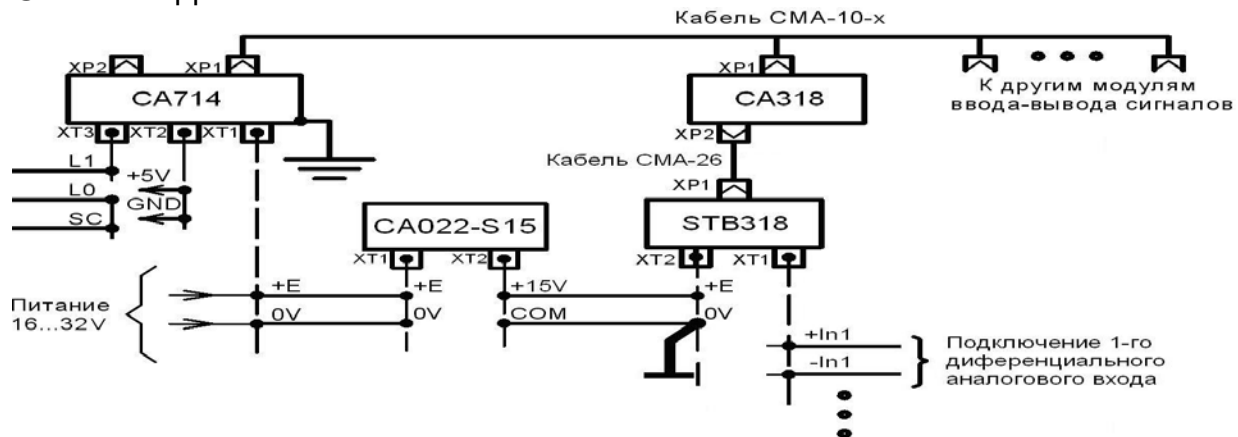 Кабель СМА-10-х
XP2
XP1
CA714
XT3
XT2
XT1
XP1
CA318
XP2
К другим модулям
ввода-вывода сигналов
Кабель СМА-26
L1
+5V
L0
GND
SC
XP1
STB318
XT2
XT1
CA022-S15
XT1
XT2
Питание
16...32V
+E
0V
+E
0V
+15V
COM
+E
0V
+In1
-In1
Подключение 1-го
диференциального
аналогового входа